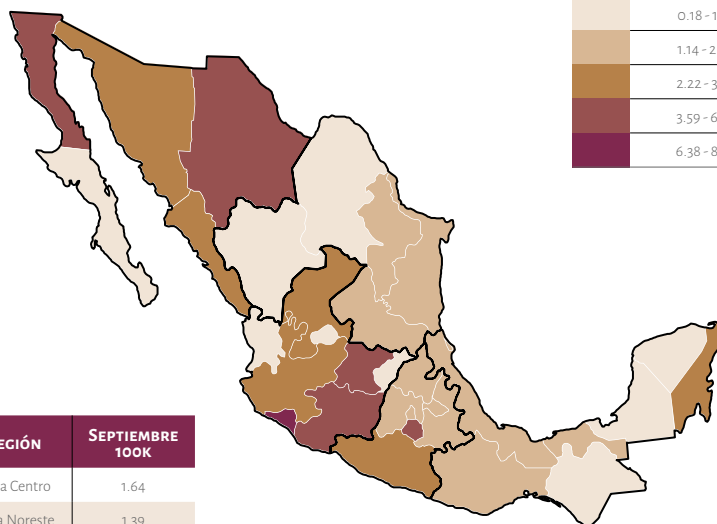 0.18 - 1
1.14 - 2
2.22 - 3
3.59 - 6
6.38 - 8
EGIÓN SEPTIEMBRE 100K
a Centro 1.64
a Noreste 1.39